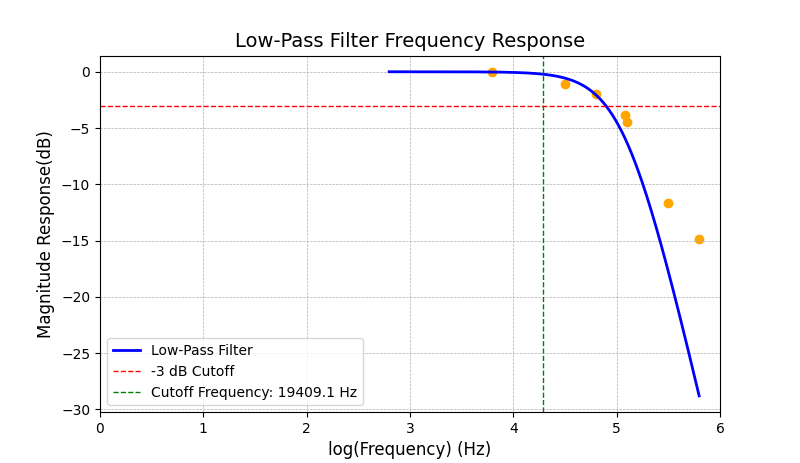 Low-Pass Filter Frequency Response
Magnitude Response(dB)
0
−5
−10
−15
−20
−25
−30
Low-Pass Filter
-3 dB Cutoff
Cutoff Frequency: 19409.1 Hz
0 1 2 3 4 5 6
log(Frequency) (Hz)